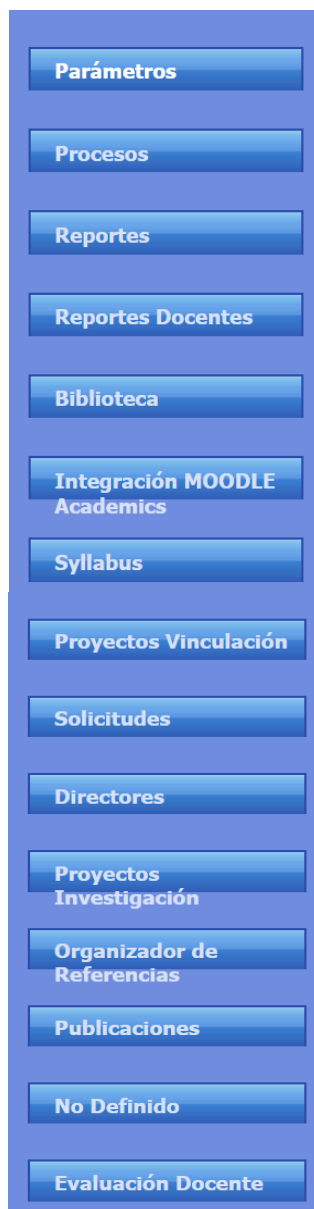 Parámetros
Procesos
Reportes
Reportes Docentes
Biblioteca
Integración MOODLE
Academics
Syllabus
Proyectos Vinculación
Solicitudes
Directores
Proyectos
Investigación
Organizador de
Referencias
Publicaciones
No Definido
Evaluación Docente